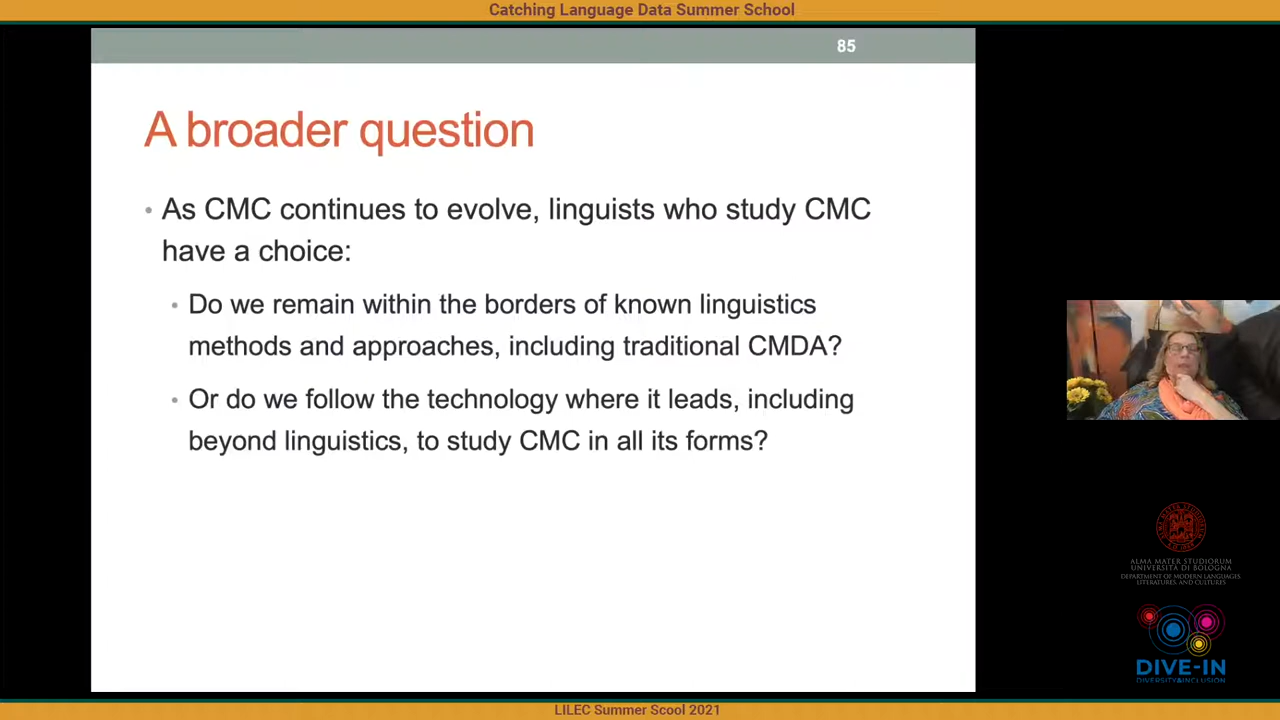 Catching Language Data Summer School
85
A broader question
• As CMC continues to evolve, linguists who study CMC
have a choice:
• Do we remain within the borders of known linguistics
methods and approaches, including traditional CMDA?
• Or do we follow the technology where it leads, including
beyond linguistics, to study CMC in all its forms?
ALMA MATER STUDIORUM
UNIVERSITÀ DI BOLOGNA
DEPARTMENT OF MODERN LANGUAGES,
LITERATURES, AND CULTURES
DIVE-IN
DIVERSITY&INCLUSION
LILEC Summer Scool 2021